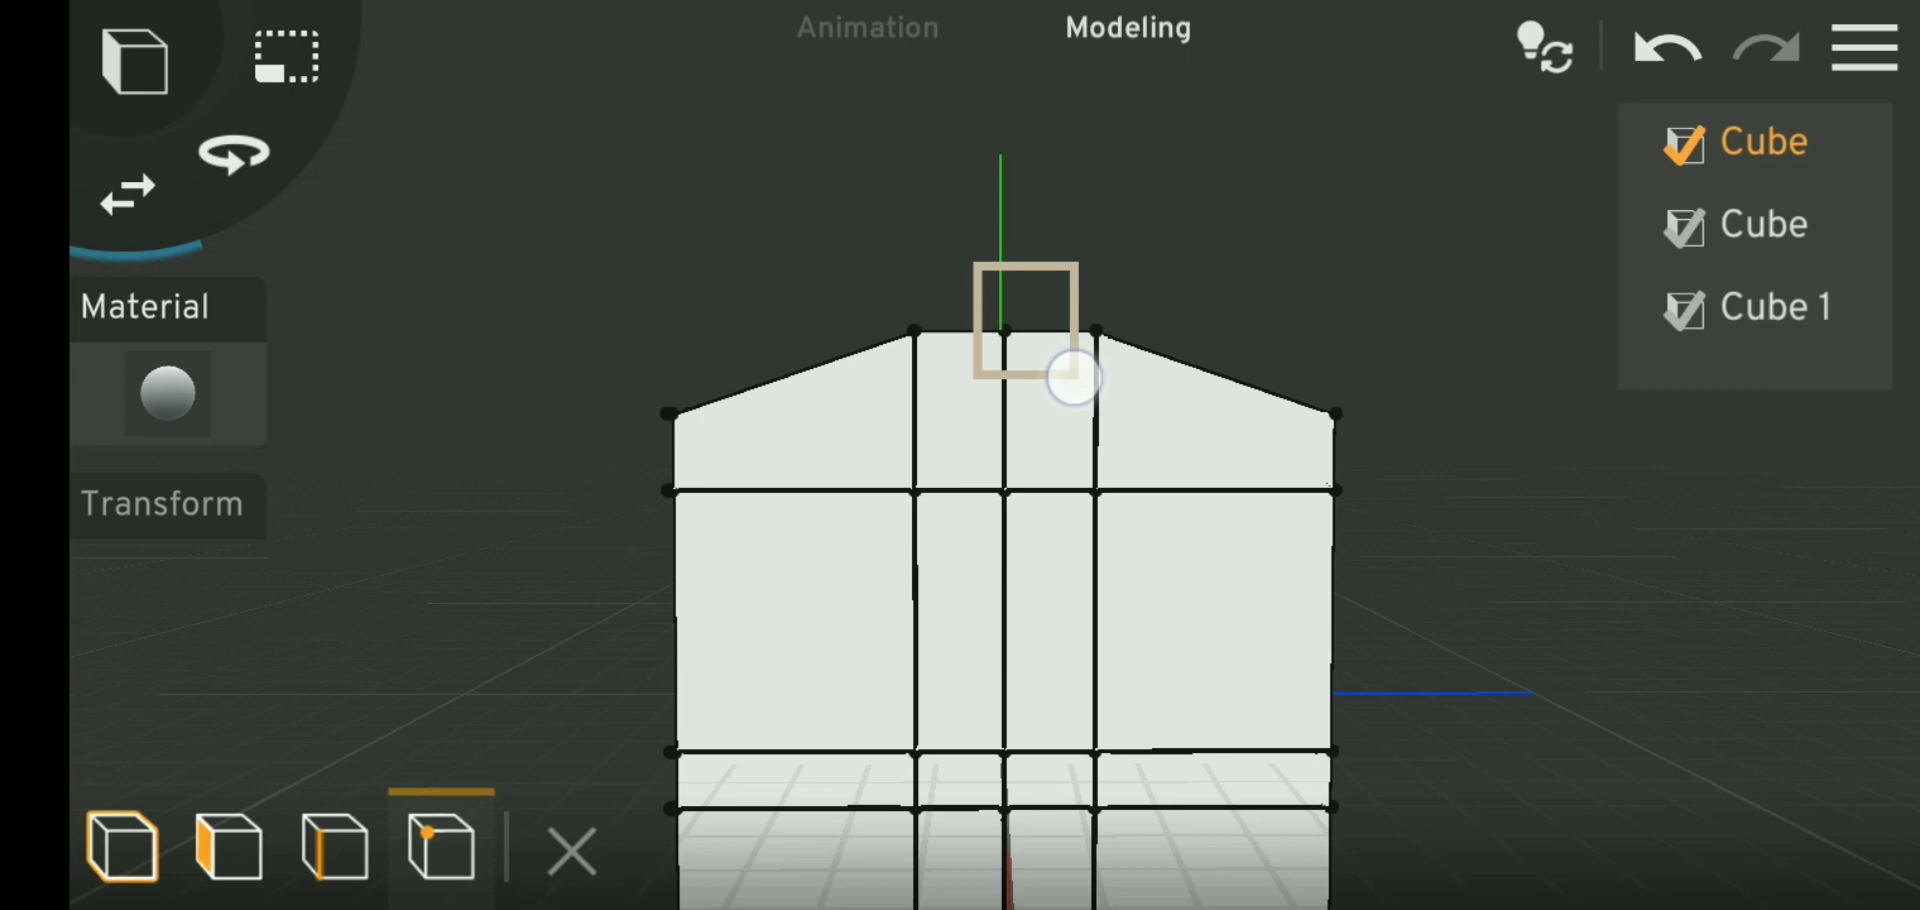 Animation
Modeling
Material
Transform
Cube
Cube
Cube 1